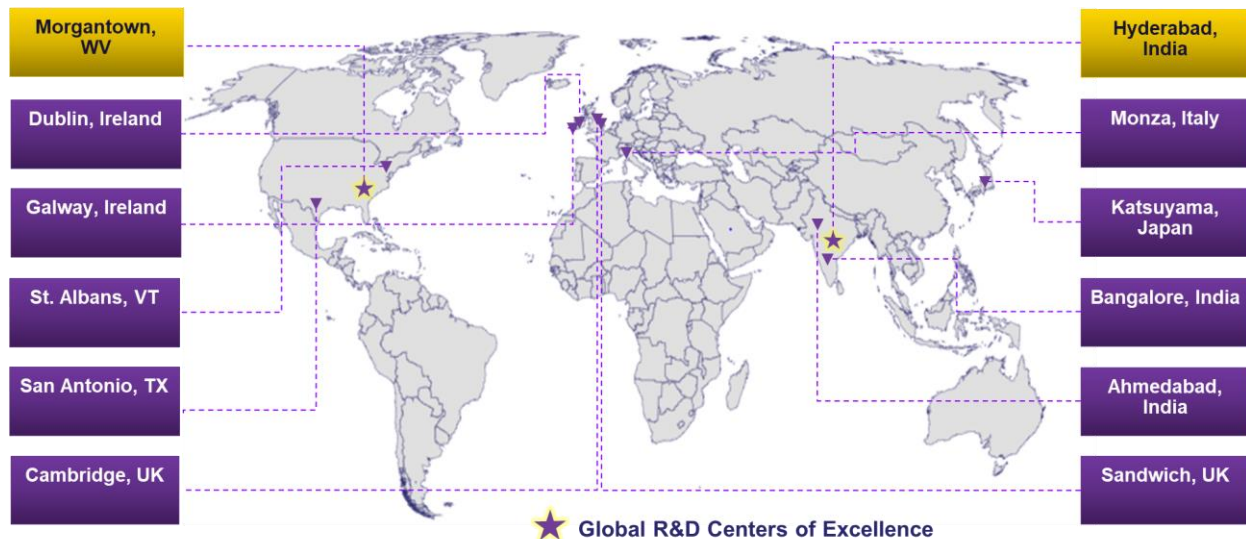 Morgantown,
WV
Dublin, Ireland
Galway, Ireland
St. Albans, VT
San Antonio, TX
Cambridge, UK
Hyderabad,
India
Monza, Italy
Katsuyama,
Japan
Bangalore, India
Ahmedabad,
India
Sandwich, UK
Global R&D Centers of Excellence